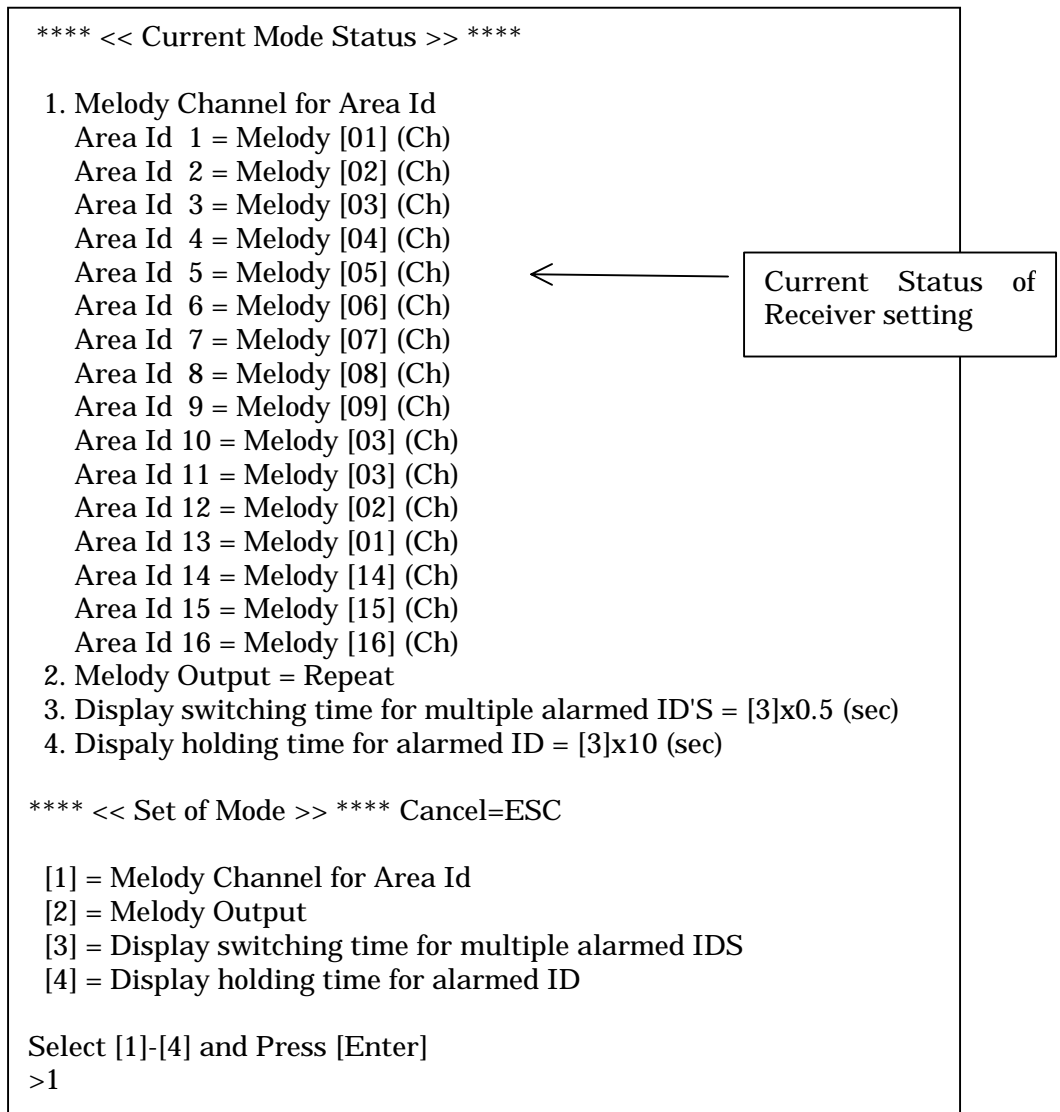 **** << Current Mode Status >> ****
1. Melody Channel for Area Id
Area Id 1 = Melody [01] (Ch)
Area Id 2 = Melody [02] (Ch)
Area Id 3 = Melody [03] (Ch)
Area Id 4 = Melody [04] (Ch)
Area Id 5 = Melody [05] (Ch)
Area Id 6 = Melody [06] (Ch)
Area Id 7 = Melody [07] (Ch)
Area Id 8 = Melody [08] (Ch)
Area Id 9 = Melody [09] (Ch)
Area Id 10 = Melody [03] (Ch)
Area Id 11 = Melody [03] (Ch)
Area Id 12 = Melody [02] (Ch)
Area Id 13 = Melody [01] (Ch)
Area Id 14 = Melody [14] (Ch)
Area Id 15 = Melody [15] (Ch)
Area Id 16 = Melody [16] (Ch)
2. Melody Output = Repeat
3. Display switching time for multiple alarmed ID'S = [3]x0.5 (sec)
4. Dispaly holding time for alarmed ID = [3]x10 (sec)
**** << Set of Mode >> **** Cancel=ESC
[1] = Melody Channel for Area Id
[2] = Melody Output
[3] = Display switching time for multiple alarmed IDS
[4] = Display holding time for alarmed ID
Select [1]-[4] and Press [Enter]
>1
Current Status of
Receiver setting